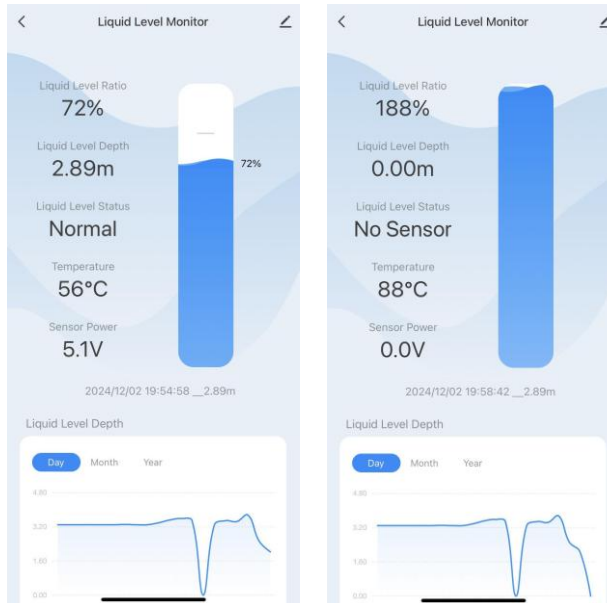 Liquid Level Monitor
Liquid Level Ratio
72%
Liquid Level Depth
2.89m
72%
Liquid Level Status
Normal
Temperature
56°C
Sensor Power
5.1V
2024/12/02 19:54:58 __2.89m
Liquid Level Depth
Day Month Year
4.80
3.20
1.60
0.00
Liquid Level Monitor
Liquid Level Ratio
188%
Liquid Level Depth
0.00m
Liquid Level Status
No Sensor
Temperature
88°C
Sensor Power
0.0V
2024/12/02 19:58:42 __2.89m
Liquid Level Depth
Day Month Year
4.80
3.20
1.60
0.00